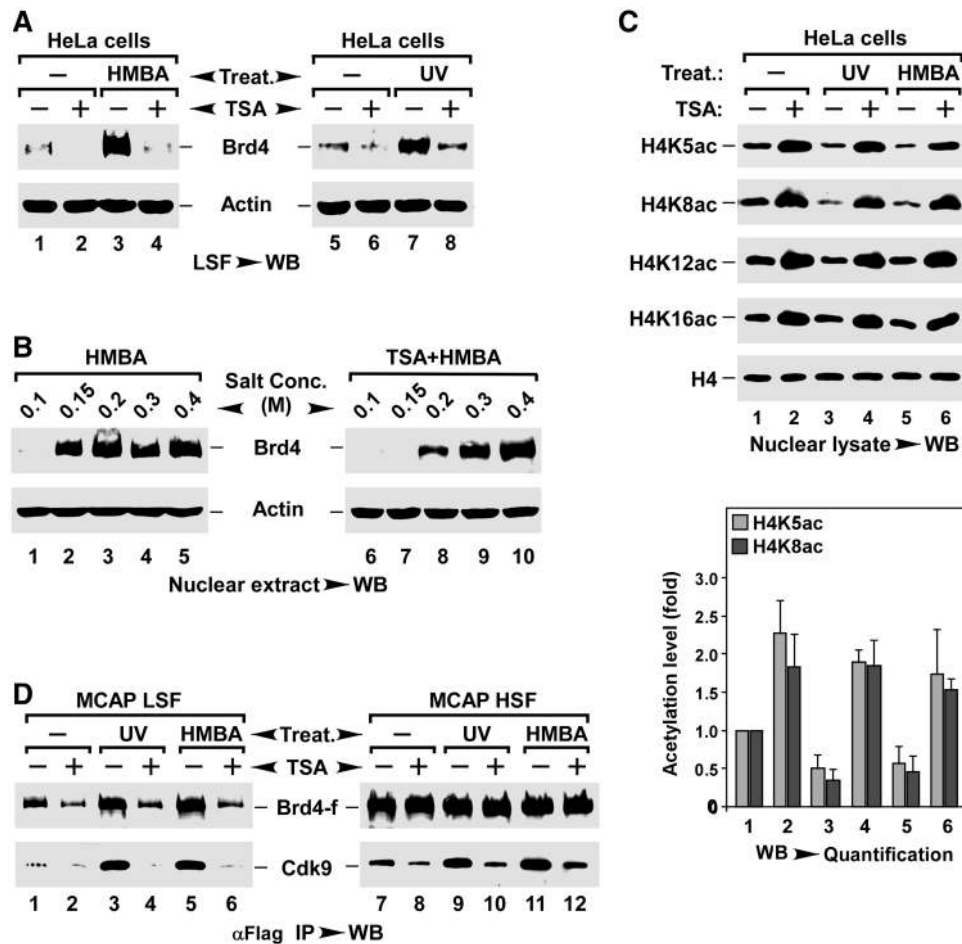 A
HeLa cells HeLa cells
– HMBA Treat. – UV
– + – + TSA – + – +
Brd4
Actin
1 2 3 4 5 6 7 8
LSF WB
B
HMBA TSA+HMBA
0.1 0.15 0.2 0.3 0.4 Salt Conc. (M) 0.1 0.15 0.2 0.3 0.4
Brd4
Actin
1 2 3 4 5 6 7 8 9 10
Nuclear extract WB
D
MCAP LSF MCAP HSF
– UV HMBA Treat. – UV HMBA
– + – + – + TSA – + – + – +
Brd4-f
Cdk9
1 2 3 4 5 6 7 8 9 10 11 12
αFlag IP WB
C
HeLa cells
Treat.: – UV HMBA
TSA: – + – + – +
H4K5ac
H4K8ac
H4K12ac
H4K16ac
H4
1 2 3 4 5 6
Nuclear lysate WB
H4K5ac
H4K8ac
Acetylation level (fold)
3.0
2.0
1.5
1.0
0.5
0
1 2 3 4 5 6
WB Quantification